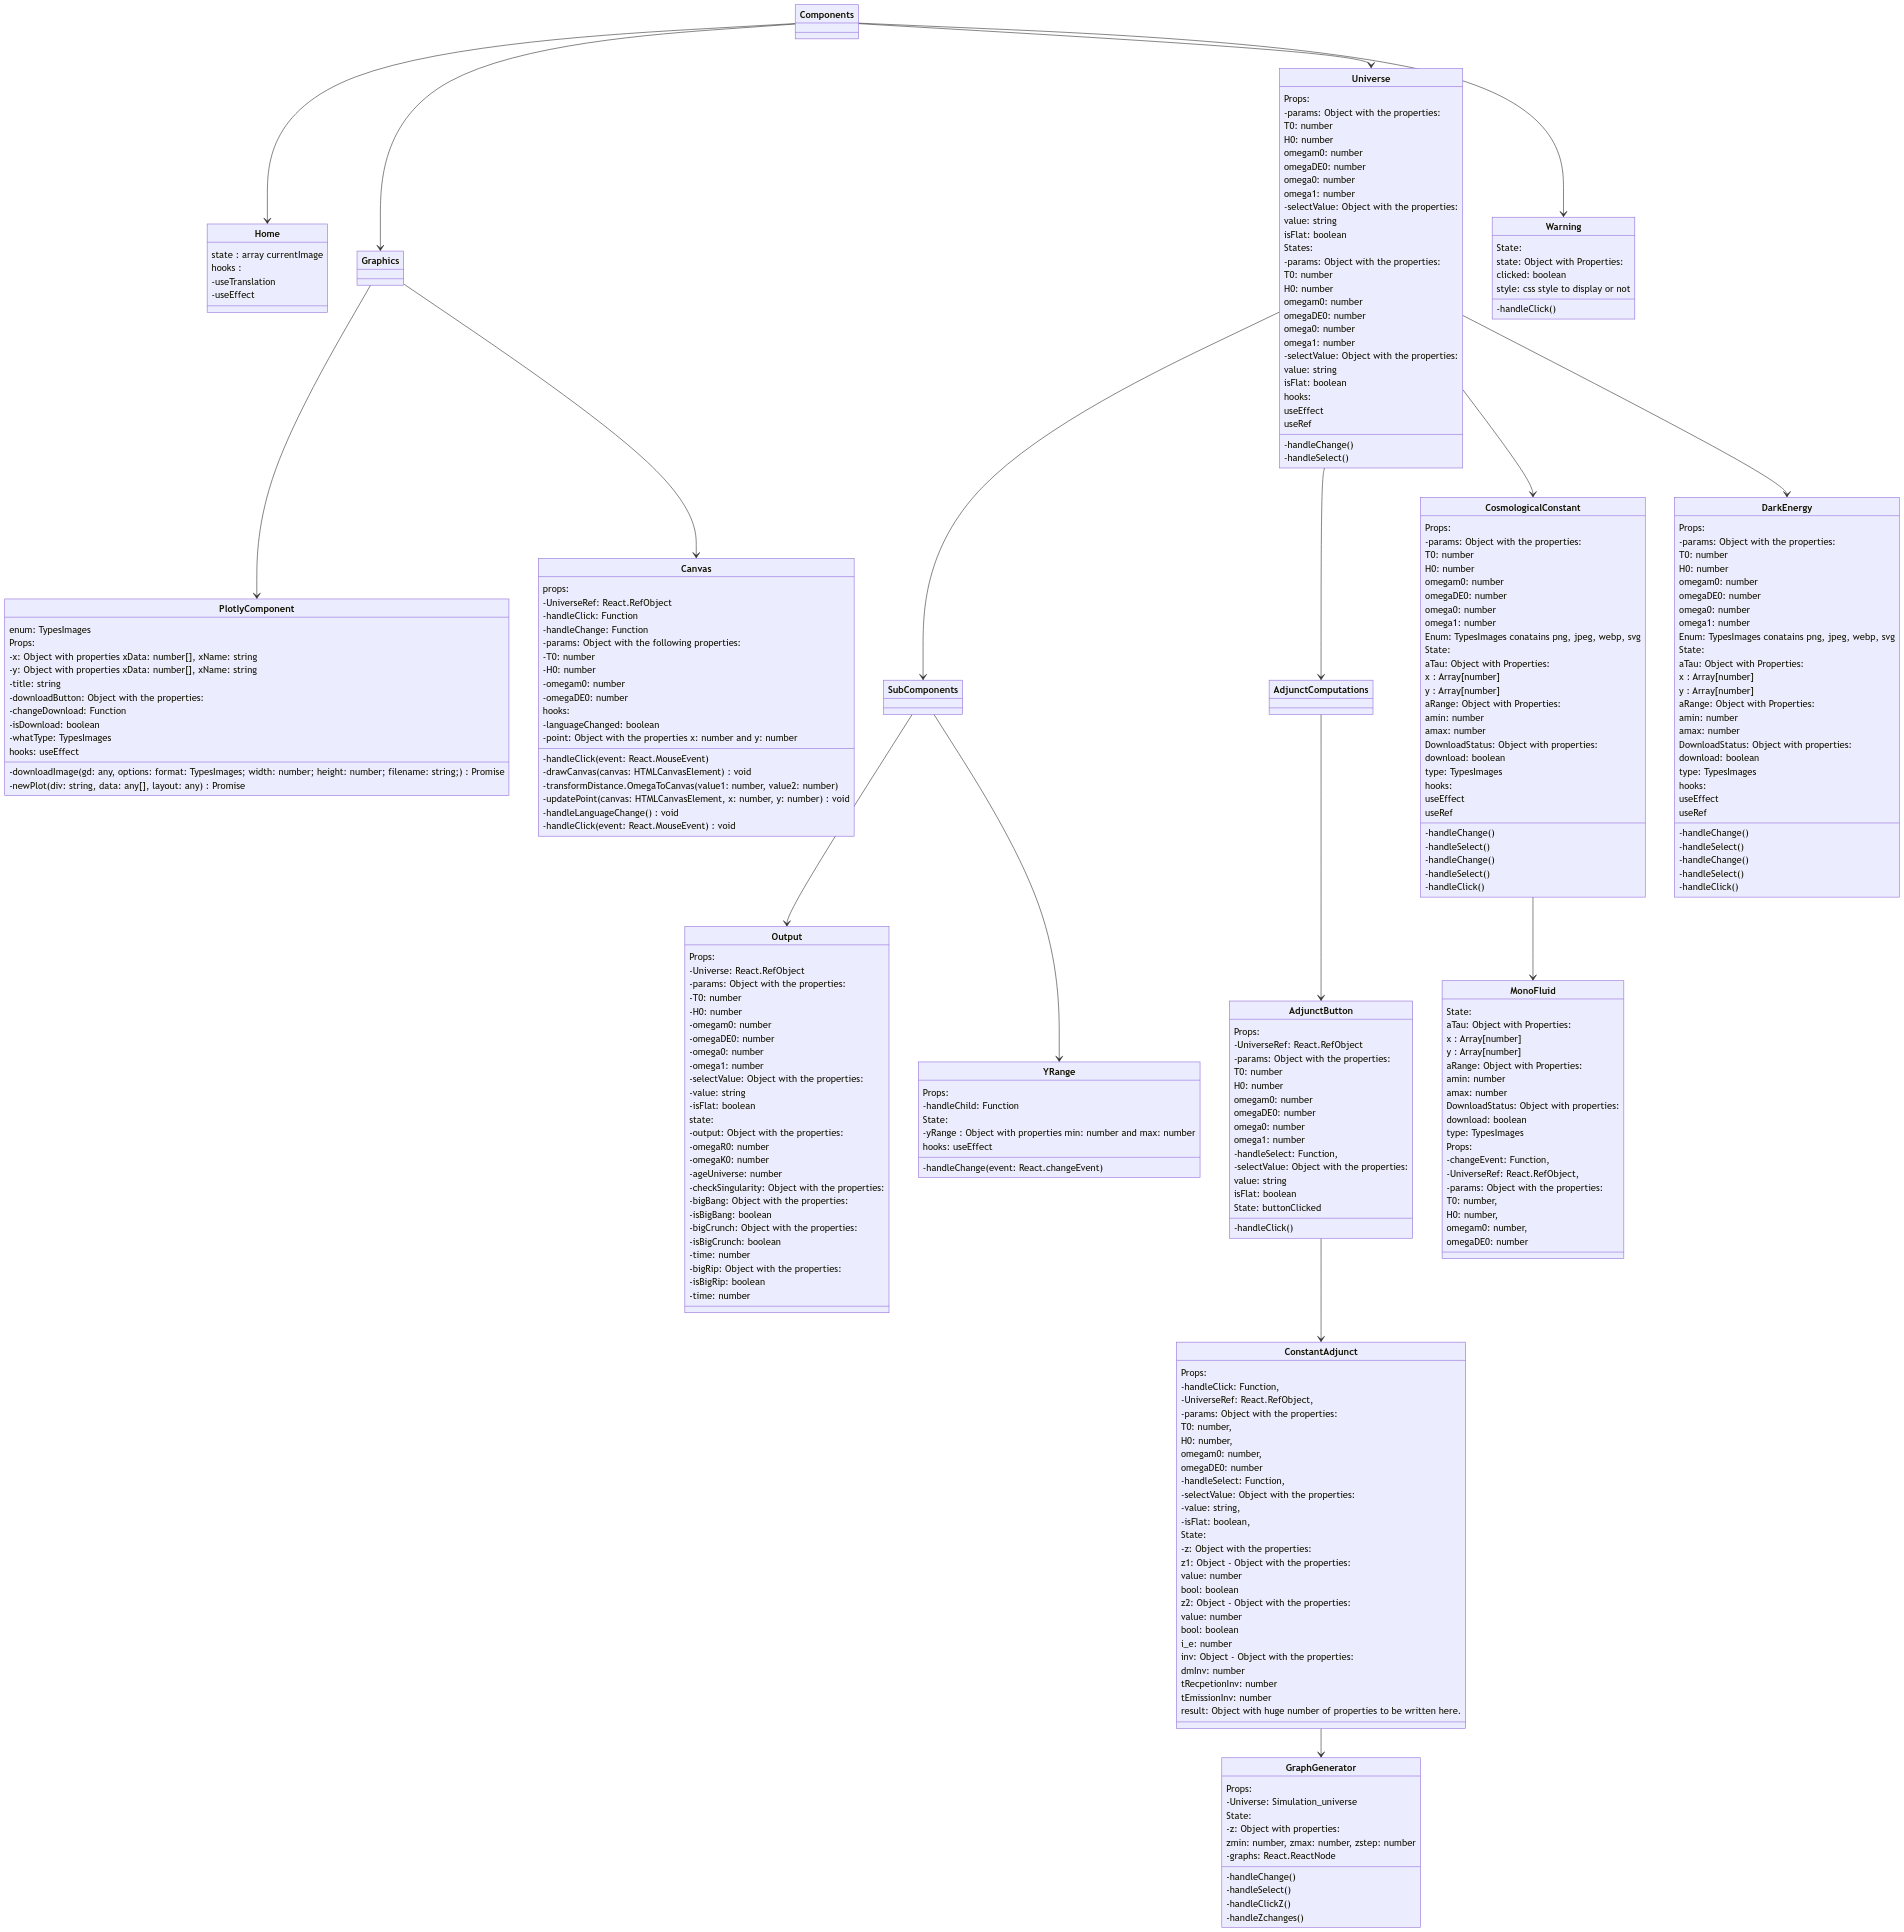 Components
Universe
Props:
-params: Object with the properties:
T0: number
H0: number
omegam0: number
omegaDE0: number
omega0: number
omega1: number
-selectValue: Object with the properties:
value: string
isFlat: boolean
States:
-params: Object with the properties:
T0: number
H0: number
omegam0: number
omegaDE0: number
omega0: number
omega1: number
-selectValue: Object with the properties:
value: string
isFlat: boolean
hooks:
useEffect
useRef
-handleChange()
-handleSelect()
Home
state : array currentImage
hooks :
-useTranslation
-useEffect
Graphics
Warning
State:
state: Object with Properties:
clicked: boolean
style: css style to display or not
-handleClick()
PlotlyComponent
enum: TypesImages
Props:
-x: Object with properties xData: number[], xName: string
-y: Object with properties xData: number[], xName: string
-title: string
-downloadButton: Object with the properties:
-changeDownload: Function
-isDownload: boolean
-whatType: TypesImages
hooks: useEffect
-downloadImage(gd: any, options: format: TypesImages; width: number; height: number; filename: string;) : Promise
-newPlot(div: string, data: any[], layout: any) : Promise
Canvas
props:
-UniverseRef: React.RefObject
-handleClick: Function
-handleChange: Function
-params: Object with the following properties:
-T0: number
-H0: number
-omegam0: number
-omegaDE0: number
hooks:
-languageChanged: boolean
-point: Object with the properties x: number and y: number
-handleClick(event: React.MouseEvent)
-drawCanvas(canvas: HTMLCanvasElement) : void
-transformDistance.OmegaToCanvas(value1: number, value2: number)
-updatePoint(canvas: HTMLCanvasElement, x: number, y: number) : void
-handleLanguageChange() : void
-handleClick(event: React.MouseEvent) : void
SubComponents
AdjunctComputations
CosmologicalConstant
Props:
-params: Object with the properties:
T0: number
H0: number
omegam0: number
omegaDE0: number
omega0: number
omega1: number
Enum: TypesImages conatains png, jpeg, webp, svg
State:
aTau: Object with Properties:
x : Array[number]
y : Array[number]
aRange: Object with Properties:
amin: number
amax: number
DownloadStatus: Object with properties:
download: boolean
type: TypesImages
hooks:
useEffect
useRef
-handleChange()
-handleSelect()
-handleChange()
-handleSelect()
-handleClick()
DarkEnergy
Props:
-params: Object with the properties:
T0: number
H0: number
omegam0: number
omegaDE0: number
omega0: number
omega1: number
Enum: TypesImages conatains png, jpeg, webp, svg
State:
aTau: Object with Properties:
x : Array[number]
y : Array[number]
aRange: Object with Properties:
amin: number
amax: number
DownloadStatus: Object with properties:
download: boolean
type: TypesImages
hooks:
useEffect
useRef
-handleChange()
-handleSelect()
-handleChange()
-handleSelect()
-handleClick()
Output
Props:
-Universe: React.RefObject
-params: Object with the properties:
-T0: number
-H0: number
-omegam0: number
-omegaDE0: number
-omega0: number
-omega1: number
-selectValue: Object with the properties:
-value: string
-isFlat: boolean
state:
-output: Object with the properties:
-omegaR0: number
-omegaK0: number
-ageUniverse: number
-checkSingularity: Object with the properties:
-bigBang: Object with the properties:
-isBigBang: boolean
-bigCrunch: Object with the properties:
-isBigCrunch: boolean
-time: number
-bigRip: Object with the properties:
-isBigRip: boolean
-time: number
YRange
Props:
-handleChild: Function
State:
-yRange : Object with properties min: number and max: number
hooks: useEffect
-handleChange(event: React.changeEvent)
AdjunctButton
Props:
-UniverseRef: React.RefObject
-params: Object with the properties:
T0: number
H0: number
omegam0: number
omegaDE0: number
omega0: number
omega1: number
-handleSelect: Function,
-selectValue: Object with the properties:
value: string
isFlat: boolean
State: buttonClicked
-handleClick()
MonoFluid
State:
aTau: Object with Properties:
x : Array[number]
y : Array[number]
aRange: Object with Properties:
amin: number
amax: number
DownloadStatus: Object with properties:
download: boolean
type: TypesImages
Props:
-changeEvent: Function,
-UniverseRef: React.RefObject,
-params: Object with the properties:
T0: number,
H0: number,
omegam0: number,
omegaDE0: number
ConstantAdjunct
Props:
-handleClick: Function,
-UniverseRef: React.RefObject,
-params: Object with the properties:
T0: number,
H0: number,
omegam0: number,
omegaDE0: number
-handleSelect: Function,
-selectValue: Object with the properties:
-value: string,
-isFlat: boolean,
State:
-z: Object with the properties:
z1: Object - Object with the properties:
value: number
bool: boolean
z2: Object - Object with the properties:
value: number
bool: boolean
i_e: number
inv: Object - Object with the properties:
dmInv: number
tRecpetionInv: number
tEmissionInv: number
result: Object with huge number of properties to be written here.
GraphGenerator
Props:
-Universe: Simulation_universe
State:
-z: Object with properties:
zmin: number, zmax: number, zstep: number
-graphs: React.ReactNode
-handleChange()
-handleSelect()
-handleClickZ()
-handleZchanges()